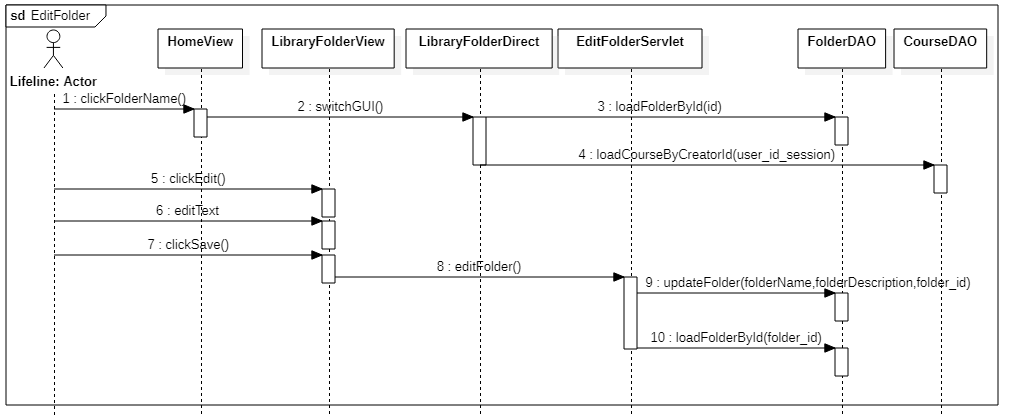 sd EditFolder
HomeView
LibraryFolderView
LibraryFolderDirect
EditFolderServlet
FolderDAO
CourseDAO
Lifeline: Actor
1 : clickFolderName()
2 : switchGUI()
3 : loadFolderById(id)
4 : loadCourseByCreatorId(user_id_session)
5 : clickEdit()
6 : editText
7 : clickSave()
8 : editFolder()
9 : updateFolder(folderName,folderDescription,folder_id)
10 : loadFolderById(folder_id)